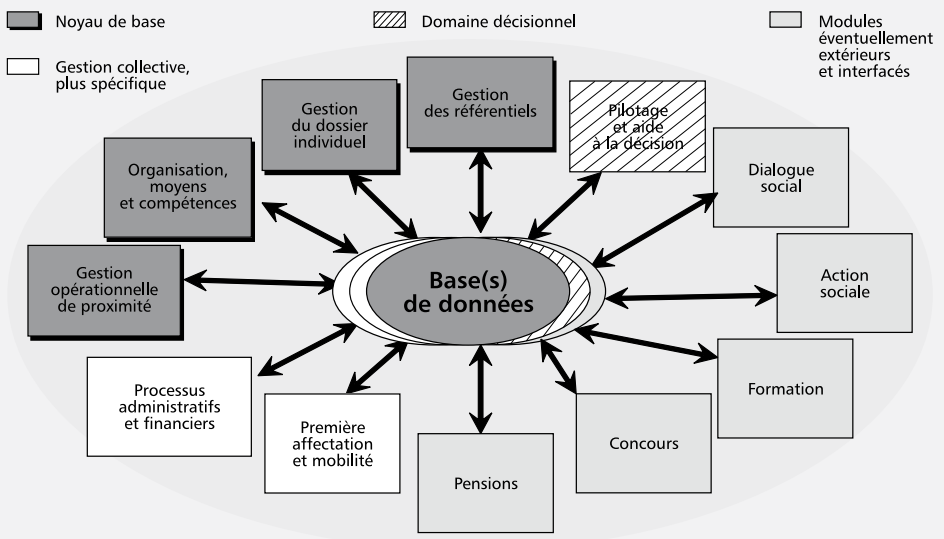 Noyau de base
Gestion collective,
plus spécifique
Domaine décisionnel
Modules
éventuellement
extérieurs
et interfacés
Gestion
des référentiels
Gestion
du dossier
individuel
Pilotage
et aide
à la décision
Organisation,
moyens
et compétences
Dialogue
social
Gestion
opérationnelle
de proximité
Base(s)
de données
Action
sociale
Processus
administratifs
et financiers
Première
affectation
et mobilité
Pensions
Concours
Formation